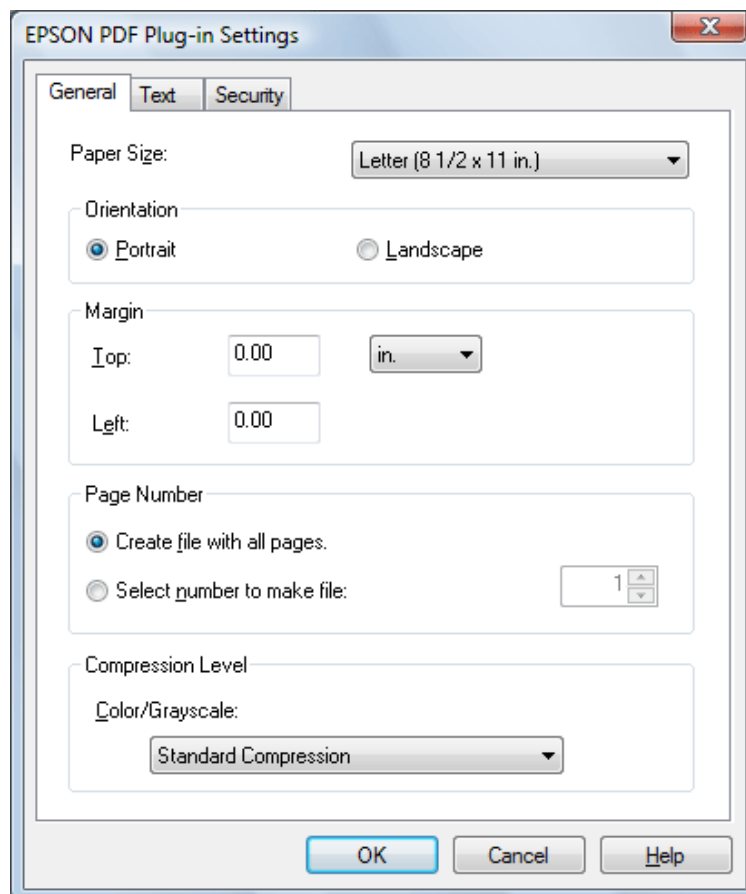 EPSON PDF Plug-in Settings
General Text Security
Paper Size: Letter (8 1/2 x 11 in.)
Orientation
Portrait Landscape
Margin
Top: 0.00 in.
Left: 0.00
Page Number
Create file with all pages.
Select number to make file: 1
Compression Level
Color/Grayscale:
Standard Compression
OK Cancel Help